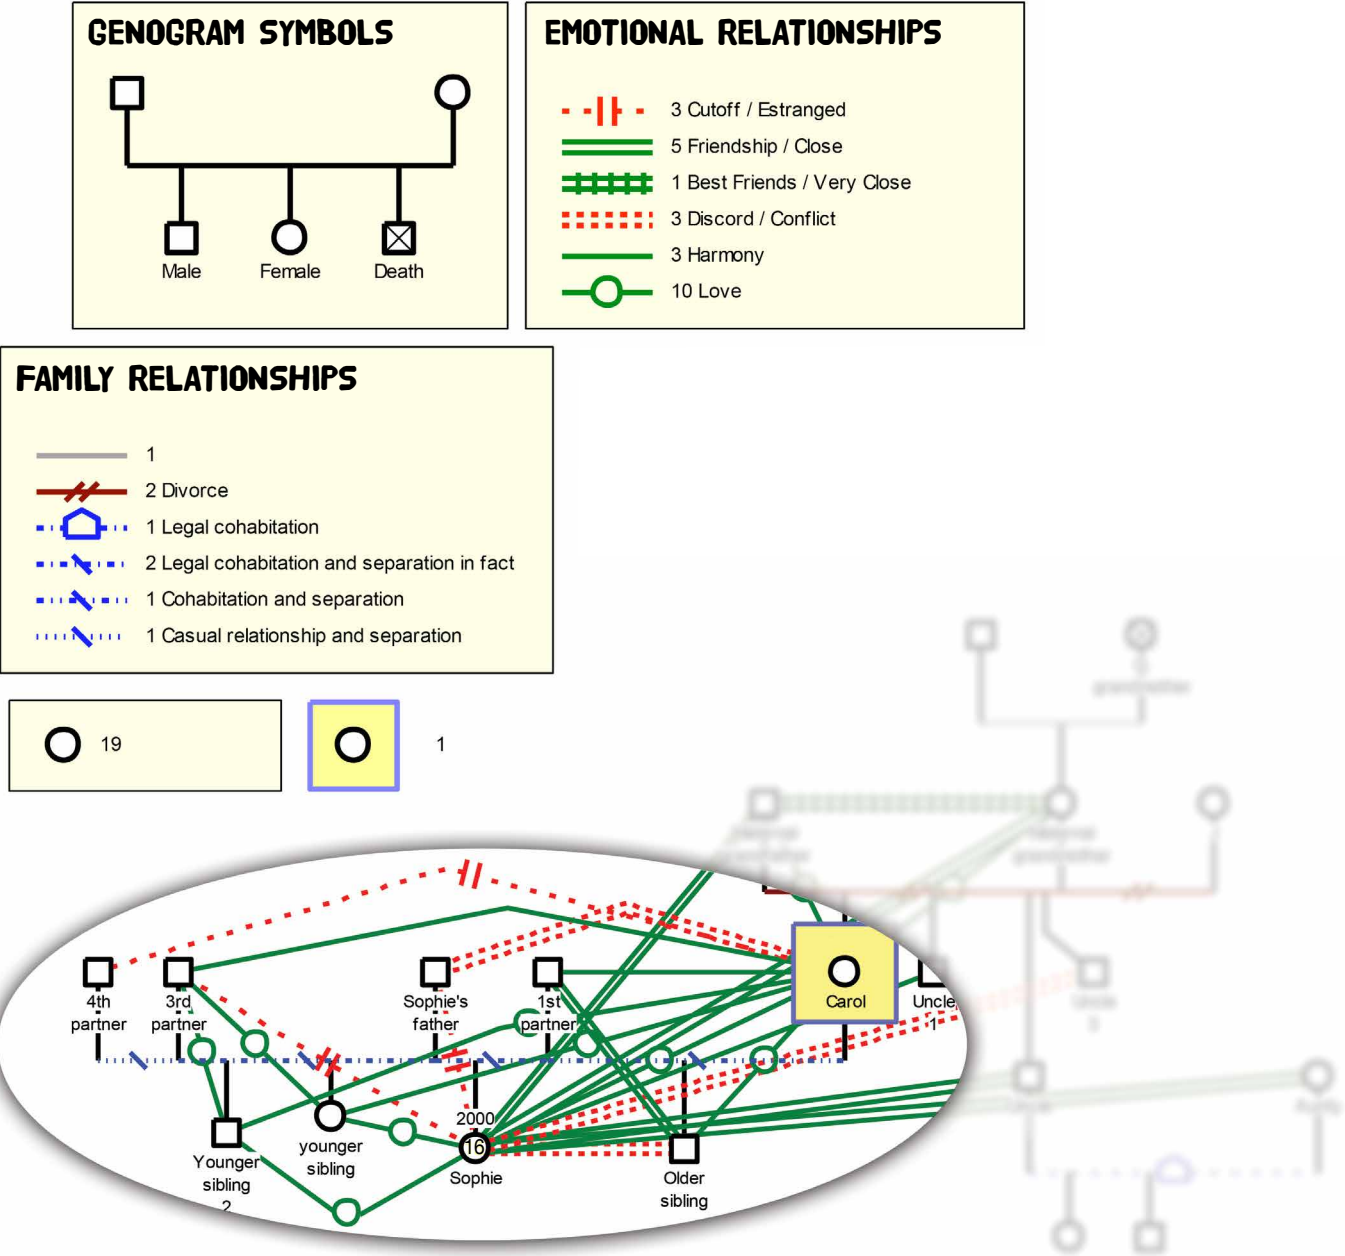 GENOGRAM SYMBOLS
Male
Female
Death
EMOTIONAL RELATIONSHIPS
3 Cutoff / Estranged
5 Friendship / Close
1 Best Friends / Very Close
3 Discord / Conflict
3 Harmony
10 Love
FAMILY RELATIONSHIPS
1
2 Divorce
1 Legal cohabitation
2 Legal cohabitation and separation in fact
1 Cohabitation and separation
1 Casual relationship and separation
19
1
4th
partner
3rd
partner
Sophie's
father
1st
partner
Carol
Uncle
1
Younger
sibling
2
younger
sibling
2000
16
Sophie
Older
sibling